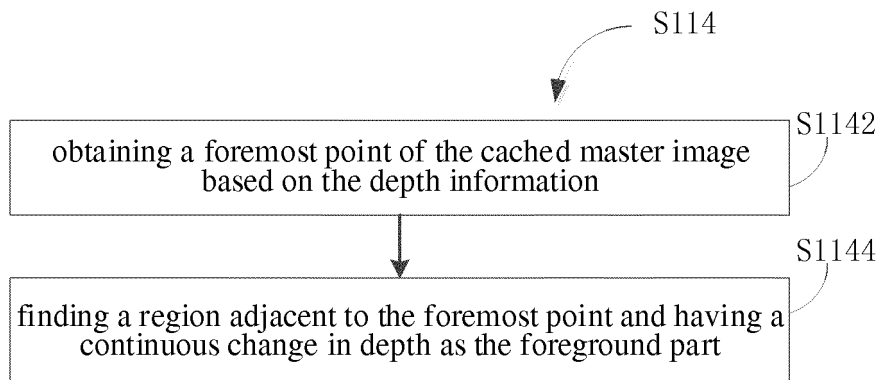 S114
S1142
obtaining a foremost point of the cached master image
based on the depth information
S1144
finding a region adjacent to the foremost point and having a
continuous change in depth as the foreground part